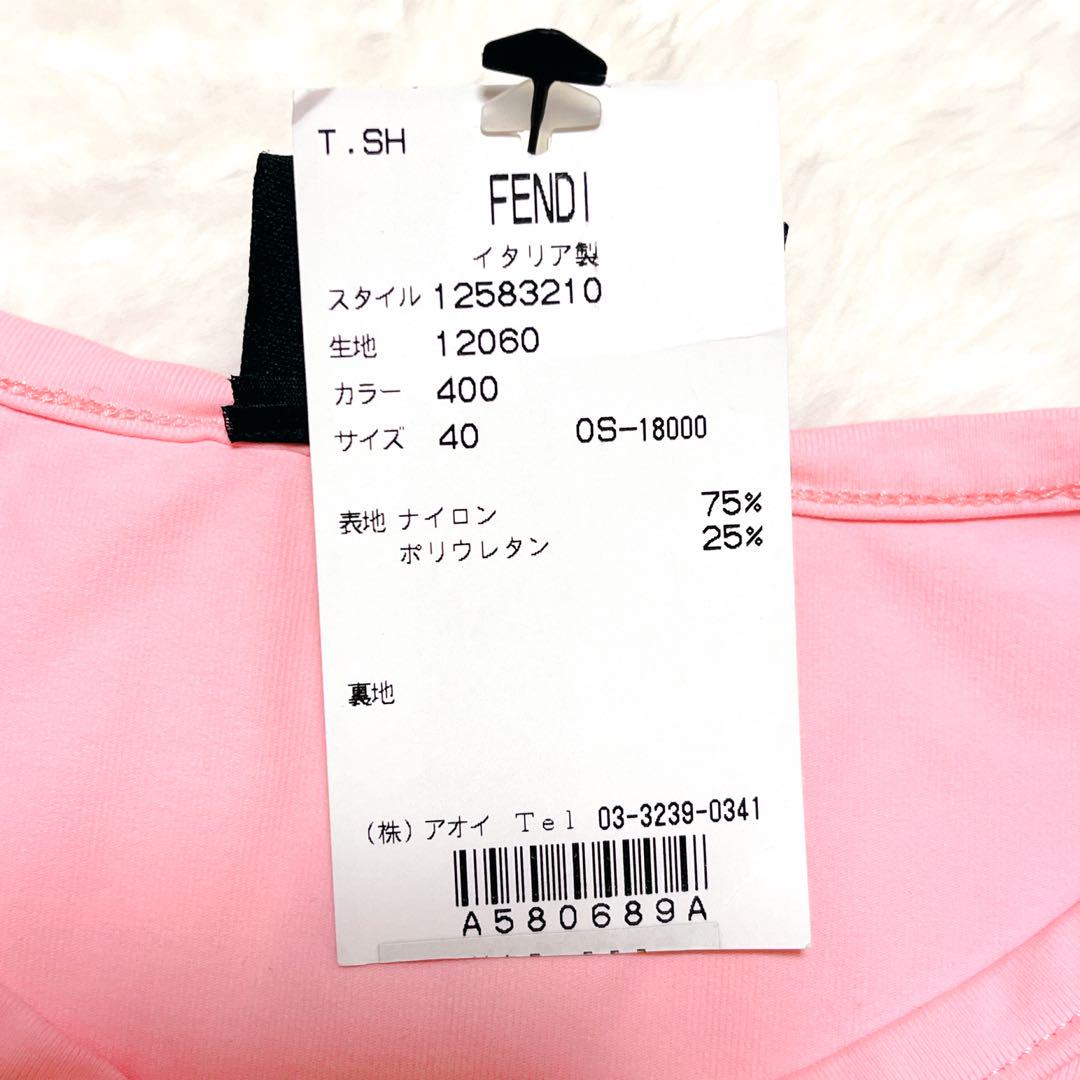 T.SH
FENDI
イタリア製
スタイル 12583210
生地 12060
カラー 400
サイズ 40 OS-18000
表地 ナイロン 75%
ポリウレタン 25%
裏地
(株)アオイ Tel 03-3239-0341
A580689A